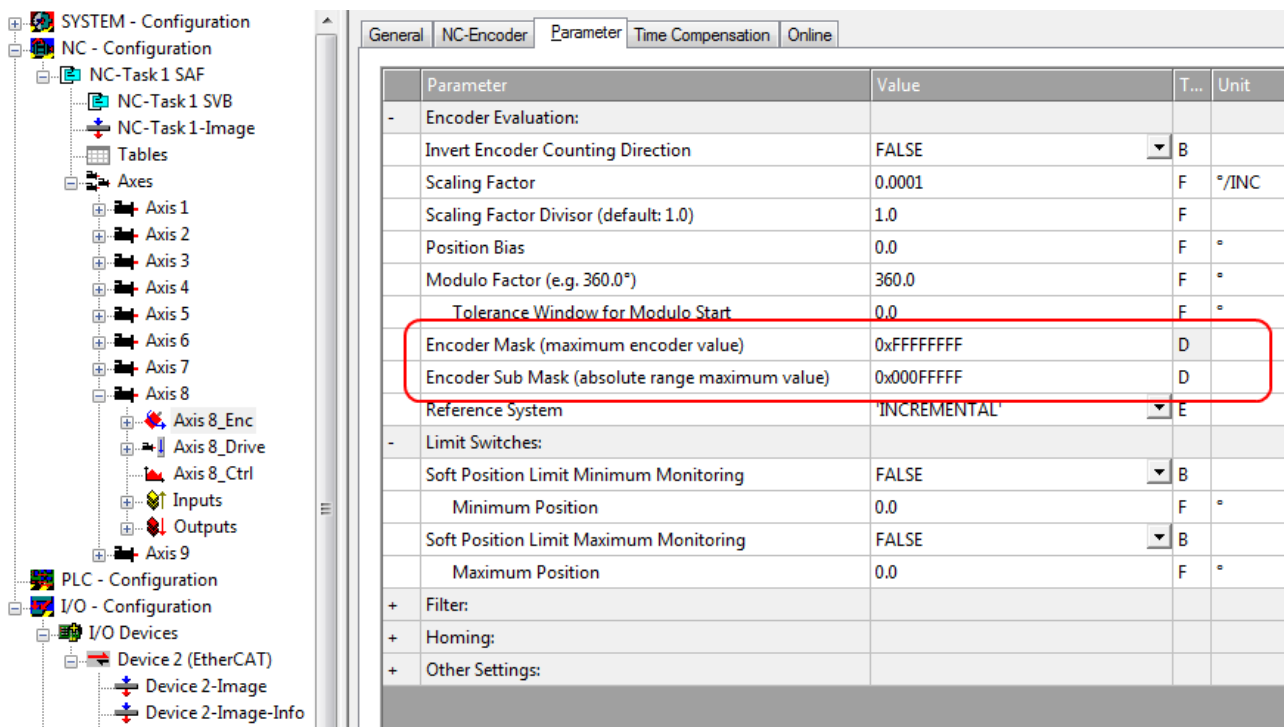 SYSTEM - Configuration
NC - Configuration
NC-Task 1 SAF
NC-Task 1 SVB
NC-Task 1-Image
Tables
Axes
Axis 1
Axis 2
Axis 3
Axis 4
Axis 5
Axis 6
Axis 7
Axis 8
Axis 8_Enc
Axis 8_Drive
Axis 8_Ctrl
Inputs
Outputs
Axis 9
PLC - Configuration
I/O - Configuration
I/O Devices
Device 2 (EtherCAT)
Device 2-Image
Device 2-Image-Info
General NC-Encoder Parameter Time Compensation Online
Parameter Value T... Unit
- Encoder Evaluation:
Invert Encoder Counting Direction FALSE B
Scaling Factor 0.0001 F °/INC
Scaling Factor Divisor (default: 1.0) 1.0 F
Position Bias 0.0 F °
Modulo Factor (e.g. 360.0°) 360.0 F °
Tolerance Window for Modulo Start 0.0 F °
Encoder Mask (maximum encoder value) 0xFFFFFFFF D
Encoder Sub Mask (absolute range maximum value) 0x000FFFFF D
Reference System 'INCREMENTAL' E
- Limit Switches:
Soft Position Limit Minimum Monitoring FALSE B
Minimum Position 0.0 F °
Soft Position Limit Maximum Monitoring FALSE B
Maximum Position 0.0 F °
+ Filter:
+ Homing:
+ Other Settings: